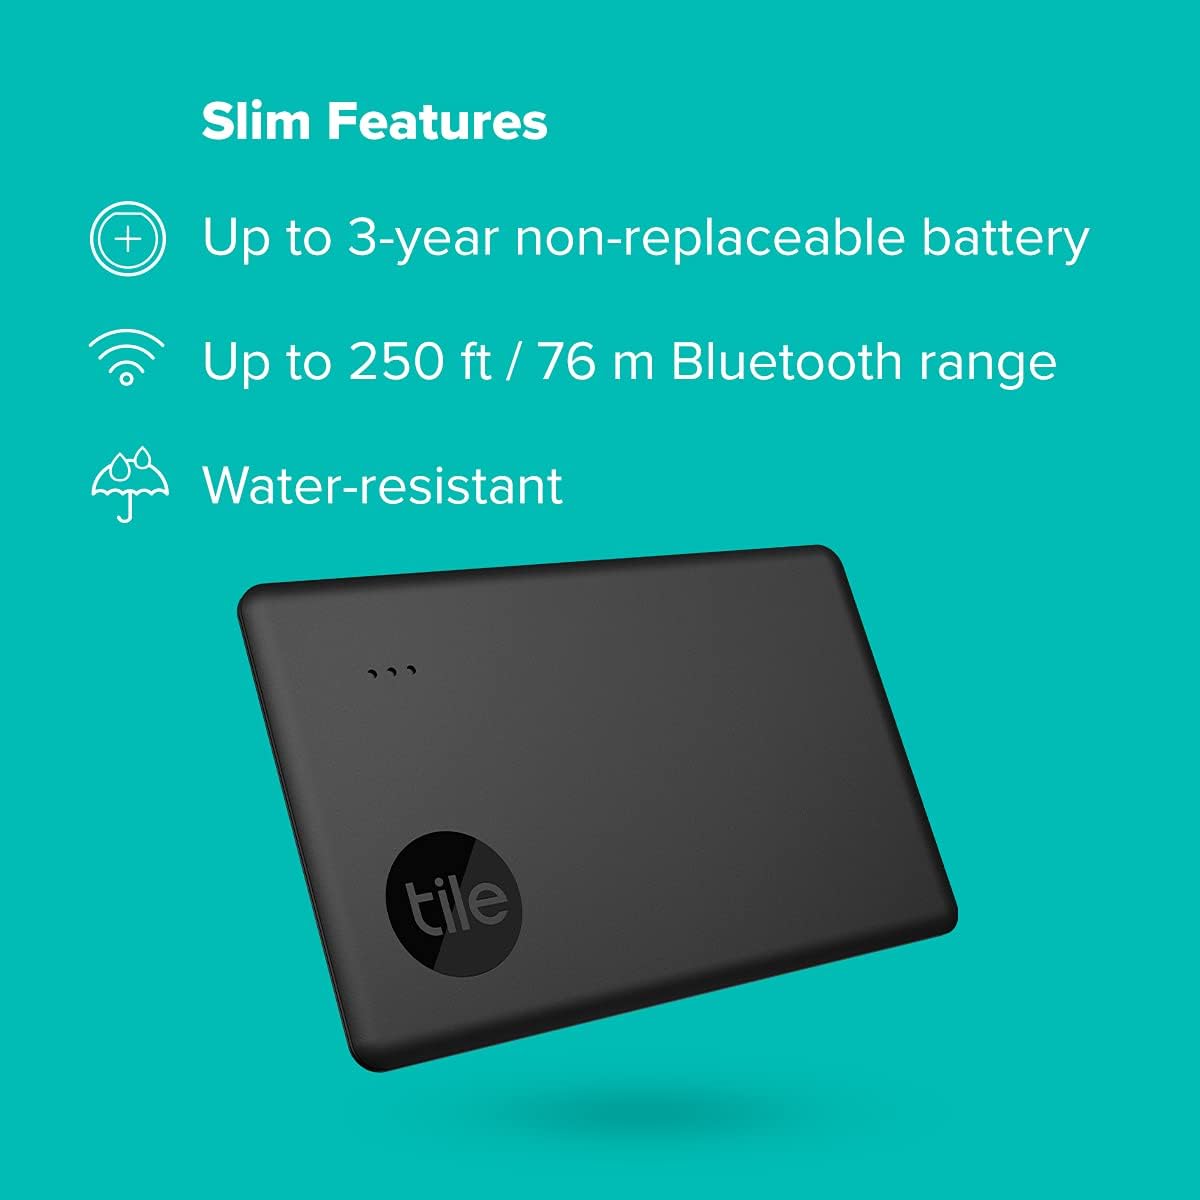 Slim Features
Up to 3-year non-replaceable battery
Up to 250 ft / 76 m Bluetooth range
Water-resistant
tile